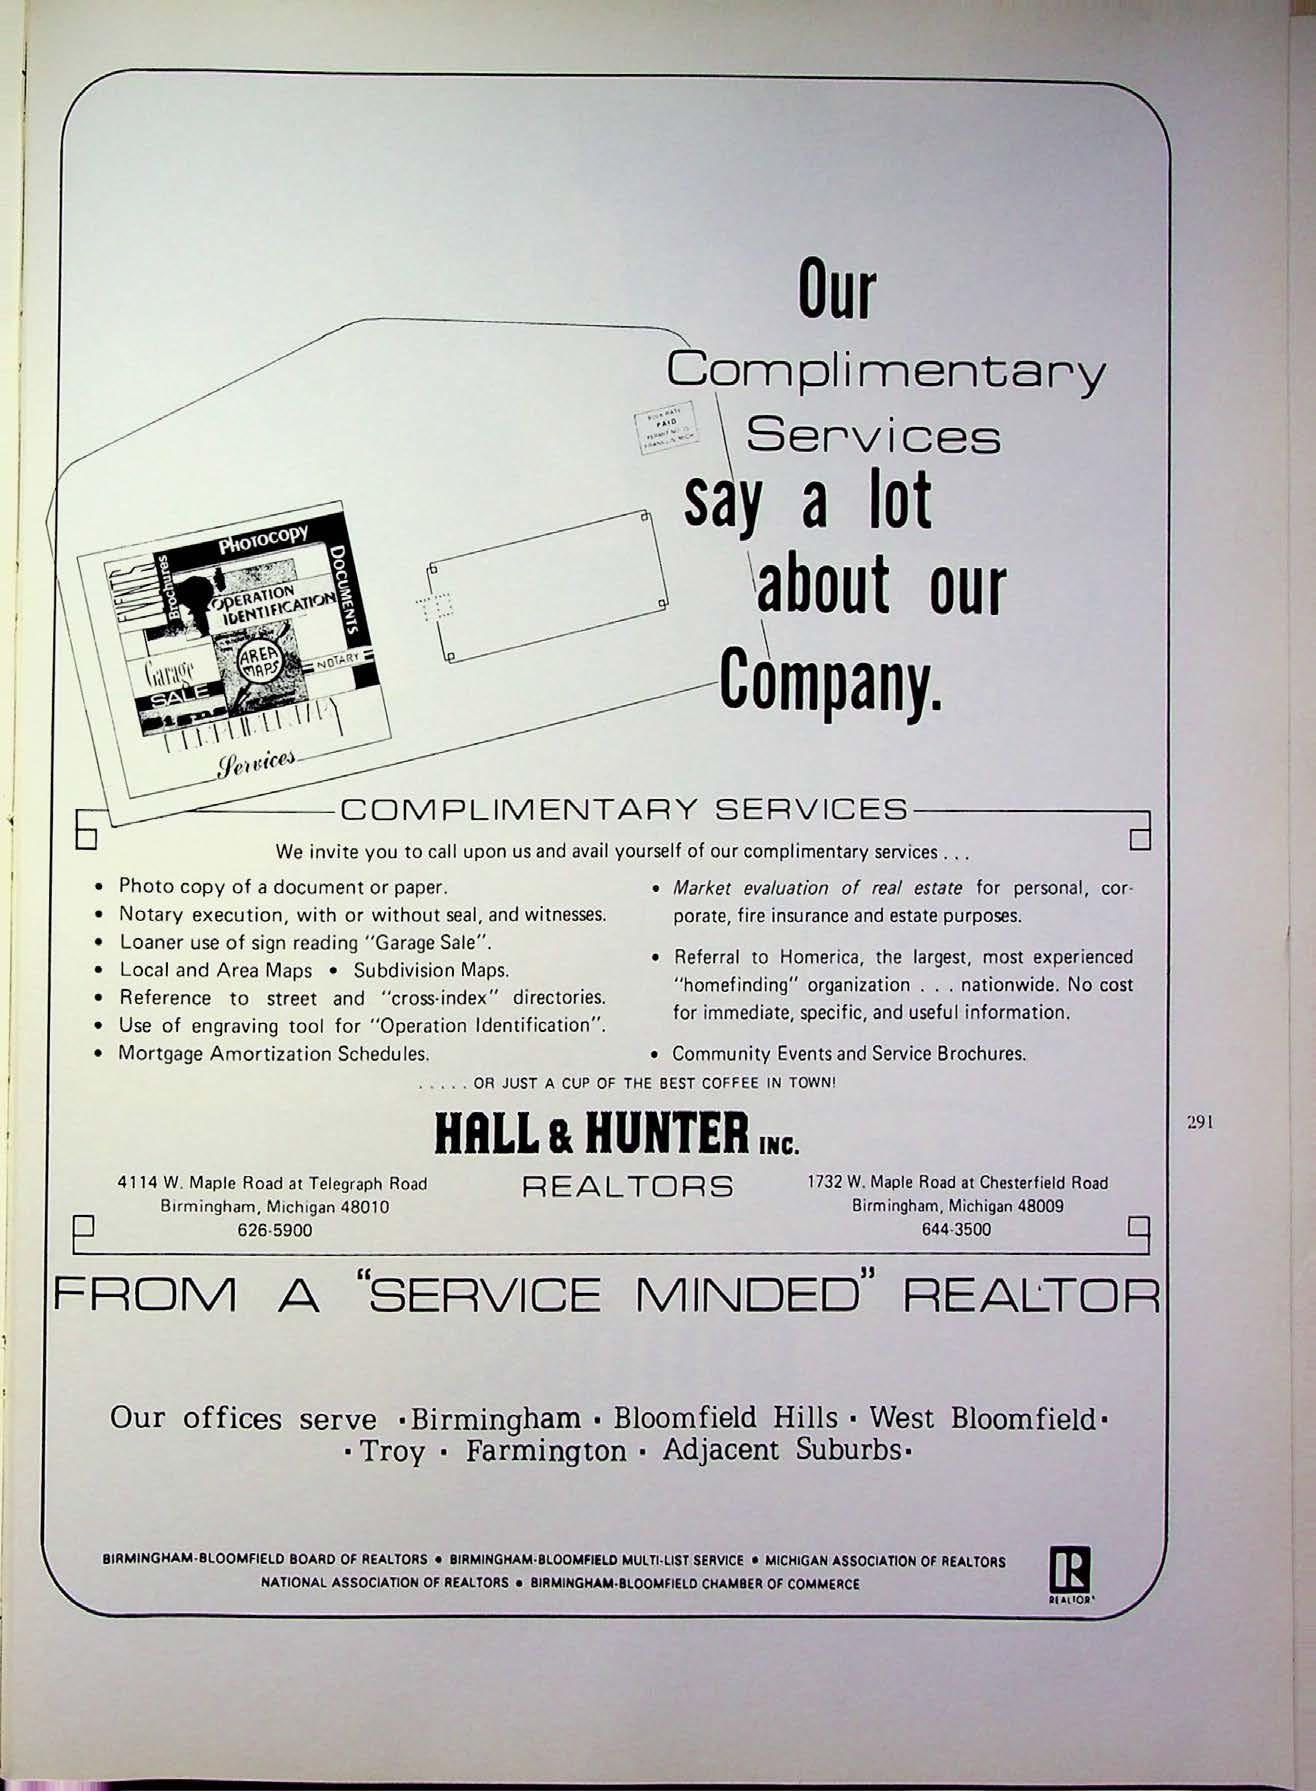 Our
Complimentary
Services
say a lot
about our
Company.
BULK RATE
PAID
PERMIT NO.
FRANKLIN, MICH
EVENTS
Brochures
PHOTOCOPY
DOCUMENTS
OPERATION
IDENTIFICATION
Garage
SALE
AREA
MAPS
NOTARY
COMPLIMENTARY
Services
COMPLIMENTARY SERVICES
We invite you to call upon us and avail yourself of our complimentary services . . .
• Photo copy of a document or paper.
• Notary execution, with or without seal, and witnesses.
• Loaner use of sign reading "Garage Sale".
• Local and Area Maps • Subdivision Maps.
• Reference to street and "cross-index" directories.
• Use of engraving tool for "Operation Identification".
• Mortgage Amortization Schedules.
• Market evaluation of real estate for personal, cor-
porate, fire insurance and estate purposes.
• Referral to Homerica, the largest, most experienced
"homefinding" organization . . . nationwide. No cost
for immediate, specific, and useful information.
• Community Events and Service Brochures.
. . . . . OR JUST A CUP OF THE BEST COFFEE IN TOWN!
HALL & HUNTER INC.
REALTORS
4114 W. Maple Road at Telegraph Road
Birmingham, Michigan 48010
626-5900
1732 W. Maple Road at Chesterfield Road
Birmingham, Michigan 48009
644-3500
291
FROM A "SERVICE MINDED" REALTOR
Our offices serve • Birmingham • Bloomfield Hills • West Bloomfield •
• Troy • Farmington • Adjacent Suburbs •
BIRMINGHAM-BLOOMFIELD BOARD OF REALTORS • BIRMINGHAM-BLOOMFIELD MULTI-LIST SERVICE • MICHIGAN ASSOCIATION OF REALTORS
NATIONAL ASSOCIATION OF REALTORS • BIRMINGHAM-BLOOMFIELD CHAMBER OF COMMERCE
R
REALTOR®